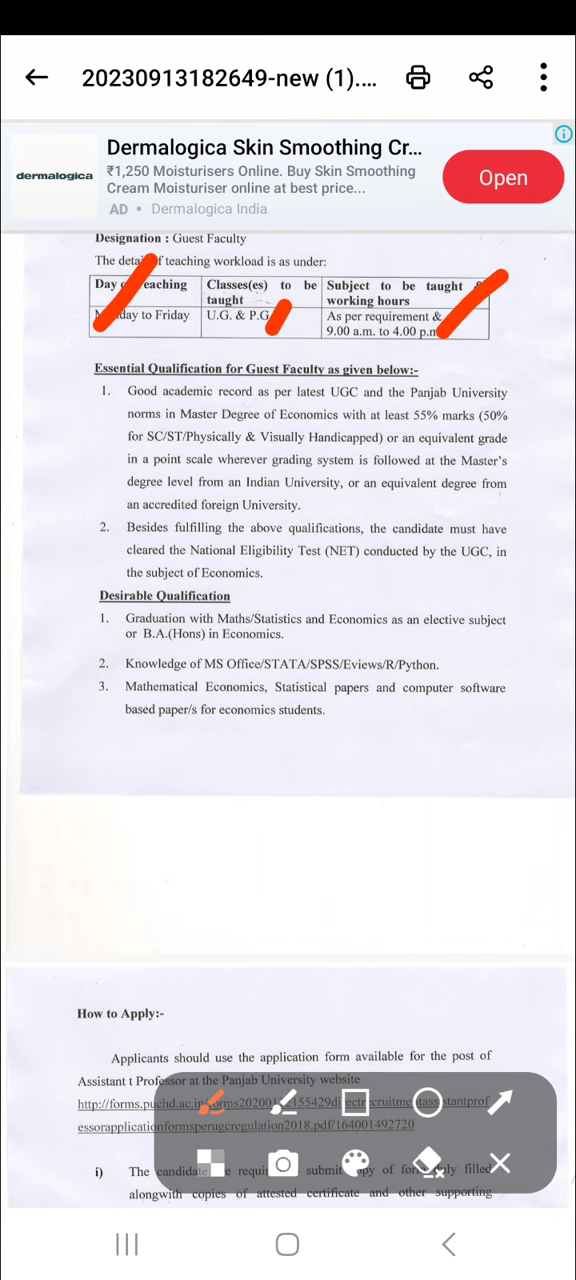 20230913182649-new (1)....
Dermalogica Skin Smoothing Cr...
dermalogica
₹1,250 Moisturisers Online. Buy Skin Smoothing
Cream Moisturiser online at best price...
AD • Dermalogica India
Open
Designation : Guest Faculty
The of teaching workload is as under:
Day Classes(es) to be Subject to be taught
taught working hours
to Friday U.G. & P.G As per requirement &
9.00 a.m. to 4.00
Essential Qualification for Guest Faculty as given below:-
1. Good academic record as per latest UGC and the Panjab University
norms in Master Degree of Economics with at least 55% marks (50%
for SC/ST/Physically & Visually Handicapped) or an equivalent grade
in a point scale wherever grading system is followed at the Master's
degree level from an Indian University, or an equivalent degree from
an accredited foreign University.
2. Besides fulfilling the above qualifications, the candidate must have
cleared the National Eligibility Test (NET) conducted by the UGC, in
the subject of Economics.
Desirable Qualification
1. Graduation with Maths/Statistics and Economics as an elective subject
or B.A.(Hons) in Economics.
2. Knowledge of MS Office/STATA/SPSS/Eviews/R/Python.
3. Mathematical Economics, Statistical papers and computer software
based paper/s for economics students.
How to Apply:-
Applicants should use the application form available for the post of
Assistant t Professor at the Panjab University website
essorapplicationformsperugcregulation2018.pdf/164001492720
i) The submit of filled
alongwith copies of attested certificate and other supporting